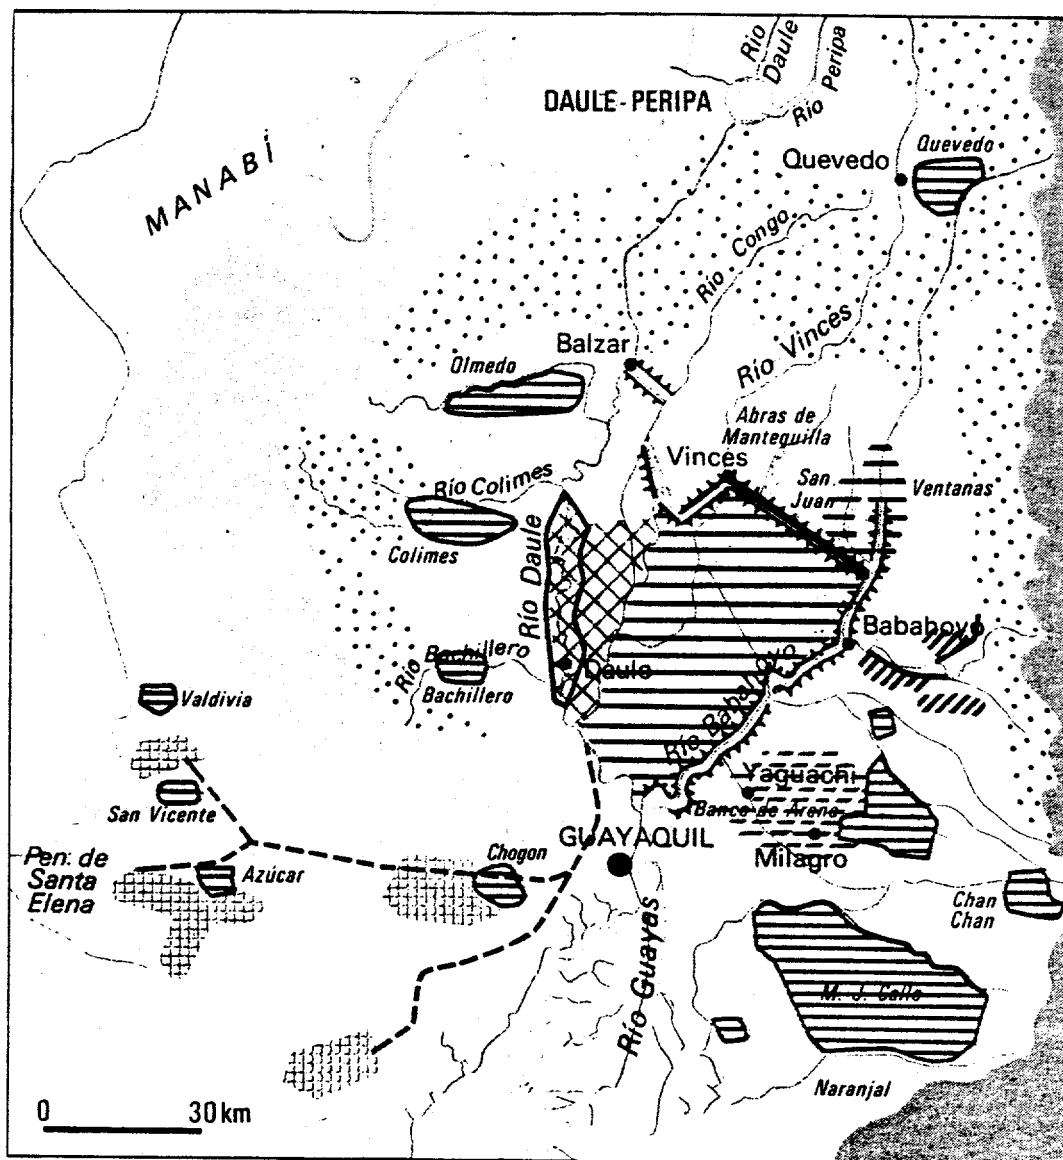 Río
Daule
Río
Peripa
DAULE-PERIPA
Río
MANABÍ
Quevedo
Quevedo
Río Congo
Río Vinces
Balzar
Olmedo
Abras de
Mantequilla
Vinces
San
Juan
Ventanas
Río Colimes
Colimes
Río Daule
Babahoyo
Río Bachillero
Bachillero
Daule
Río Babahoyo
Valdivia
San Vicente
Yaguachi
Banco de Arena
Milagro
GUAYAQUIL
Chogon
Pen. de
Santa
Elena
Azúcar
Chan
Chan
Río Guayas
M. J. Calle
Naranjal
0 30 km